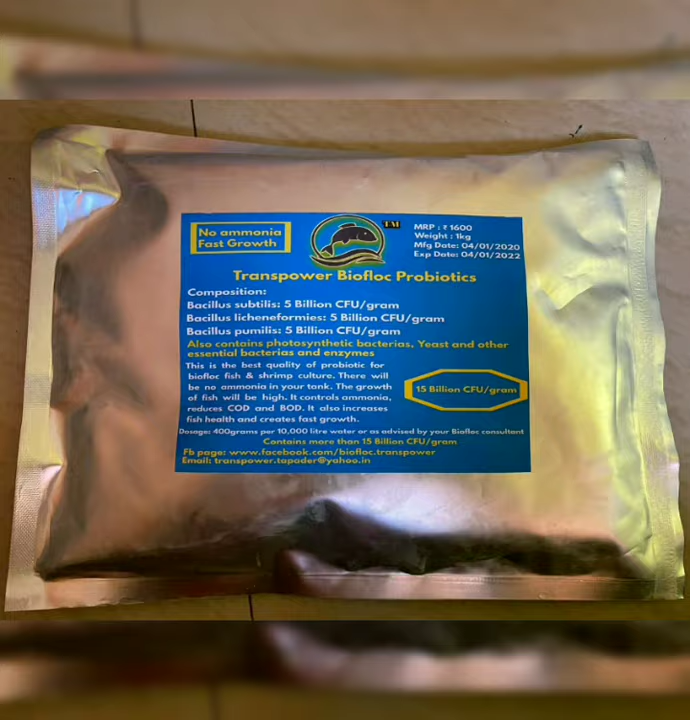 No ammonia
Fast Growth
TM
MRP : ₹ 1600
Weight : 1kg
Mfg Date: 04/01/2020
Exp Date: 04/01/2022
Transpower Biofloc Probiotics
Composition:
Bacillus subtilis: 5 Billion CFU/gram
Bacillus licheneformies: 5 Billion CFU/gram
Bacillus pumilis: 5 Billion CFU/gram
Also contains photosynthetic bacterias, Yeast and other
essential bacterias and enzymes
This is the best quality of probiotic for
biofloc fish & shrimp culture. There will
be no ammonia in your tank. The growth
of fish will be high. It controls ammonia,
reduces COD and BOD. It also increases
fish health and creates fast growth.
15 Billion CFU/gram
Dosage: 400grams per 10,000 litre water or as advised by your Biofloc consultant
Contains more than 15 Billion CFU/gram
Fb page: www.facebook.com/biofloc.transpower
Email: transpower.tapader@yahoo.in